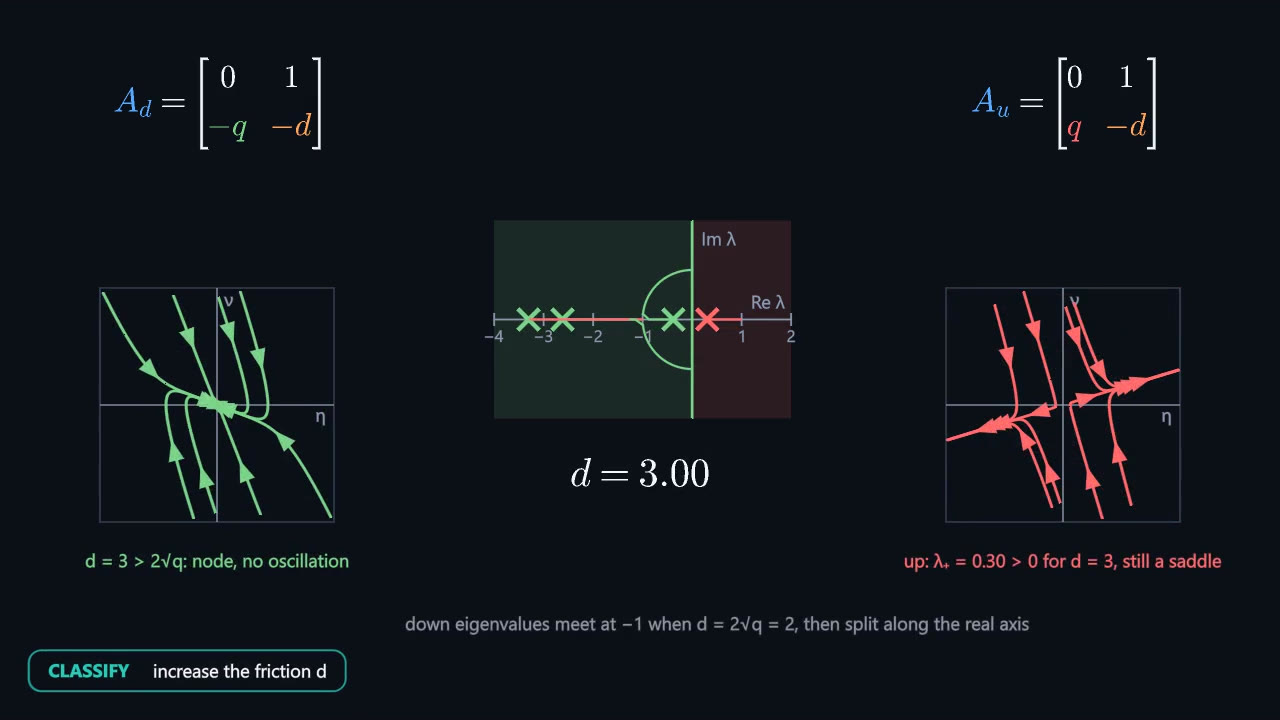 A_d = [0 1
−q −d]
A_u = [0 1
q −d]
Im λ
Re λ
−4 −3 −2 −1 1 2
ν
η
ν
η
d = 3.00
d = 3 > 2√q: node, no oscillation
up: λ₊ = 0.30 > 0 for d = 3, still a saddle
down eigenvalues meet at −1 when d = 2√q = 2, then split along the real axis
CLASSIFY increase the friction d